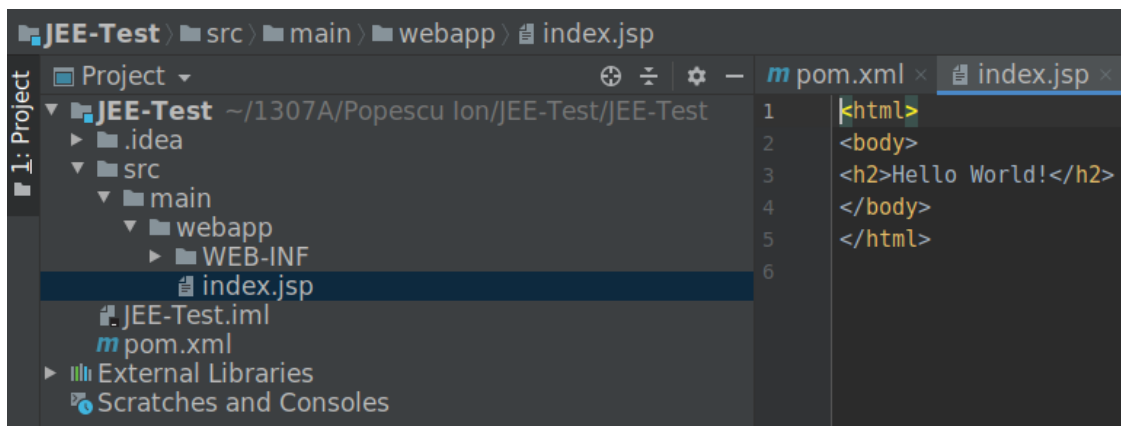 JEE-Test src main webapp index.jsp
1: Project
Project
JEE-Test ~/1307A/Popescu Ion/JEE-Test/JEE-Test
.idea
src
main
webapp
WEB-INF
index.jsp
JEE-Test.iml
m pom.xml
External Libraries
Scratches and Consoles
m pom.xml × index.jsp ×
1 <html>
2 <body>
3 <h2>Hello World!</h2>
4 </body>
5 </html>
6